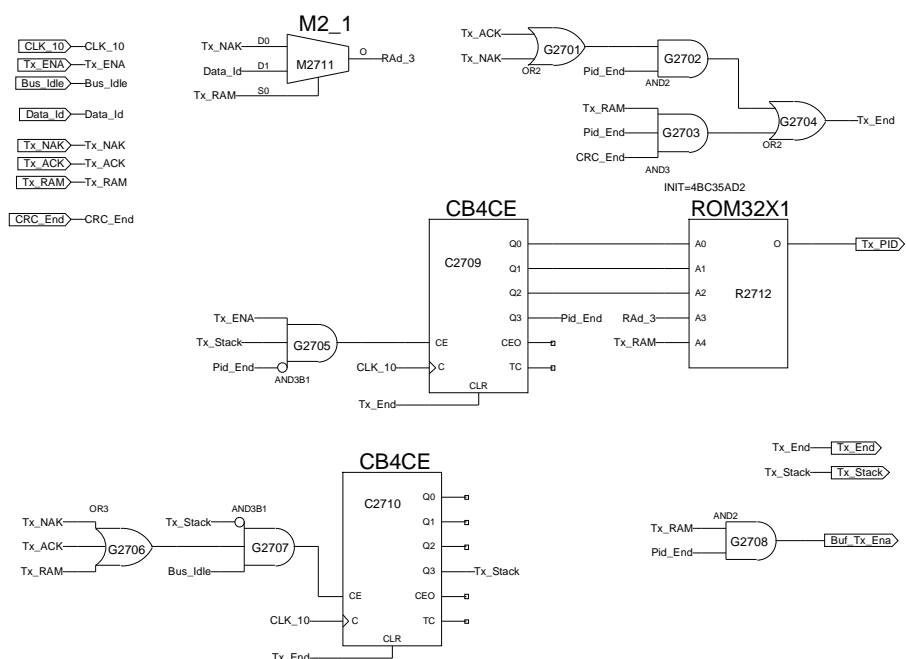 CLK_10 CLK_10
Tx_ENA Tx_ENA
Bus_Idle Bus_Idle
Data_Id Data_Id
Tx_NAK Tx_NAK
Tx_ACK Tx_ACK
Tx_RAM Tx_RAM
CRC_End CRC_End
M2_1
Tx_NAK D0
Data_Id D1
Tx_RAM S0
M2711
O RAd_3
Tx_ACK
Tx_NAK
G2701
OR2
Pid_End
G2702
AND2
Tx_RAM
Pid_End
CRC_End
G2703
AND3
G2704
OR2
Tx_End
CB4CE
C2709
Q0
Q1
Q2
Q3 Pid_End
CEO
TC
CE
C
CLR
Tx_ENA
Tx_Stack
Pid_End
G2705
AND3B1
CLK_10
Tx_End
INIT=4BC35AD2
ROM32X1
A0
A1
A2
RAd_3 A3
Tx_RAM A4
R2712
O Tx_PID
Tx_NAK
Tx_ACK
Tx_RAM
OR3
G2706
Tx_Stack
AND3B1
Bus_Idle
G2707
CB4CE
C2710
Q0
Q1
Q2
Q3 Tx_Stack
CEO
TC
CE
CLK_10 C
CLR
Tx_End
Tx_End Tx_End
Tx_Stack Tx_Stack
AND2
Tx_RAM
Pid_End
G2708
Buf_Tx_Ena